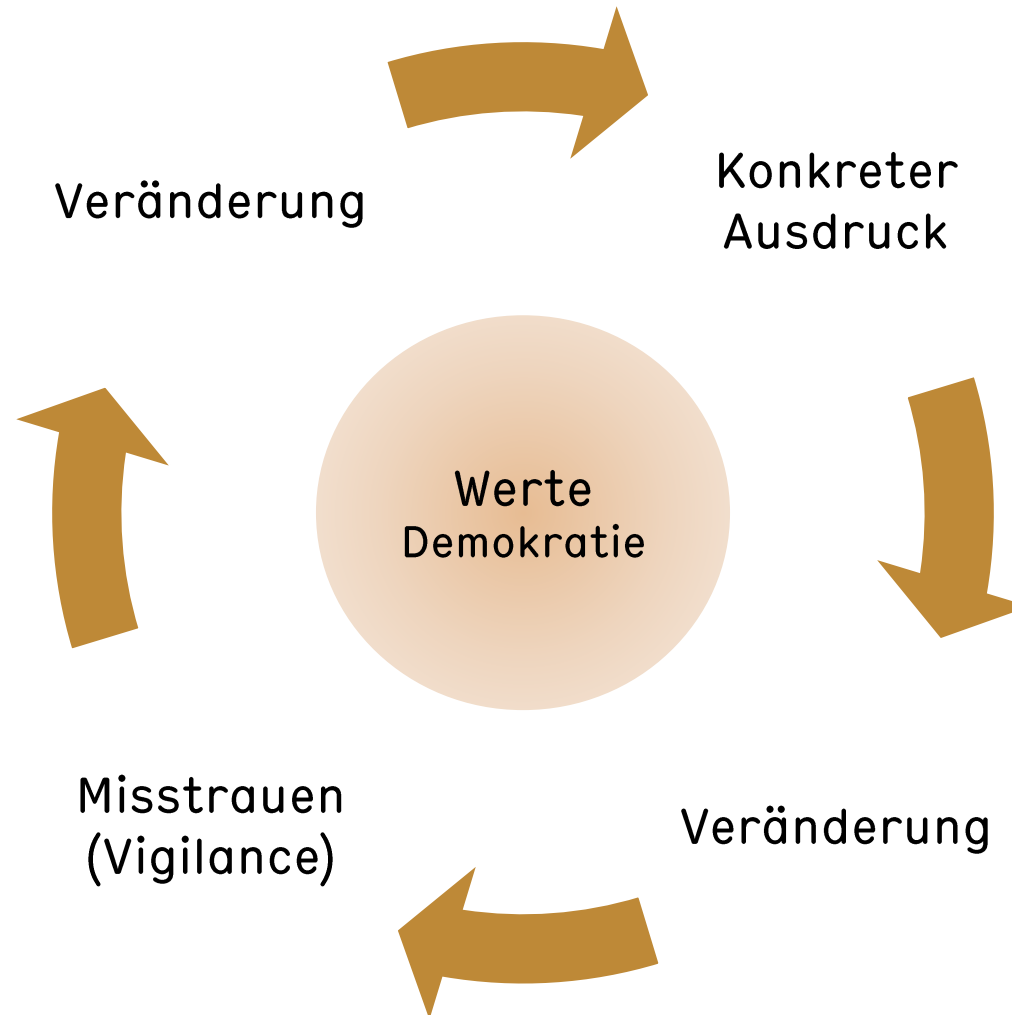 Veränderung
Konkreter
Ausdruck
Werte
Demokratie
Misstrauen
(Vigilance)
Veränderung